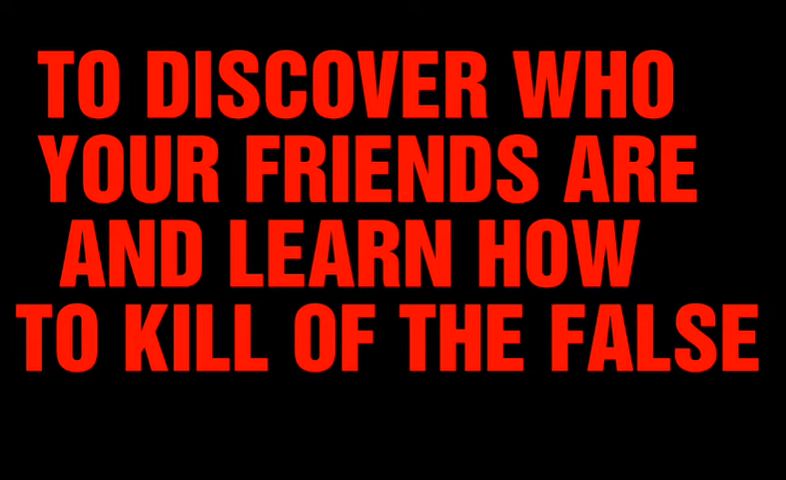 TO DISCOVER WHO
YOUR FRIENDS ARE
AND LEARN HOW
TO KILL OF THE FALSE